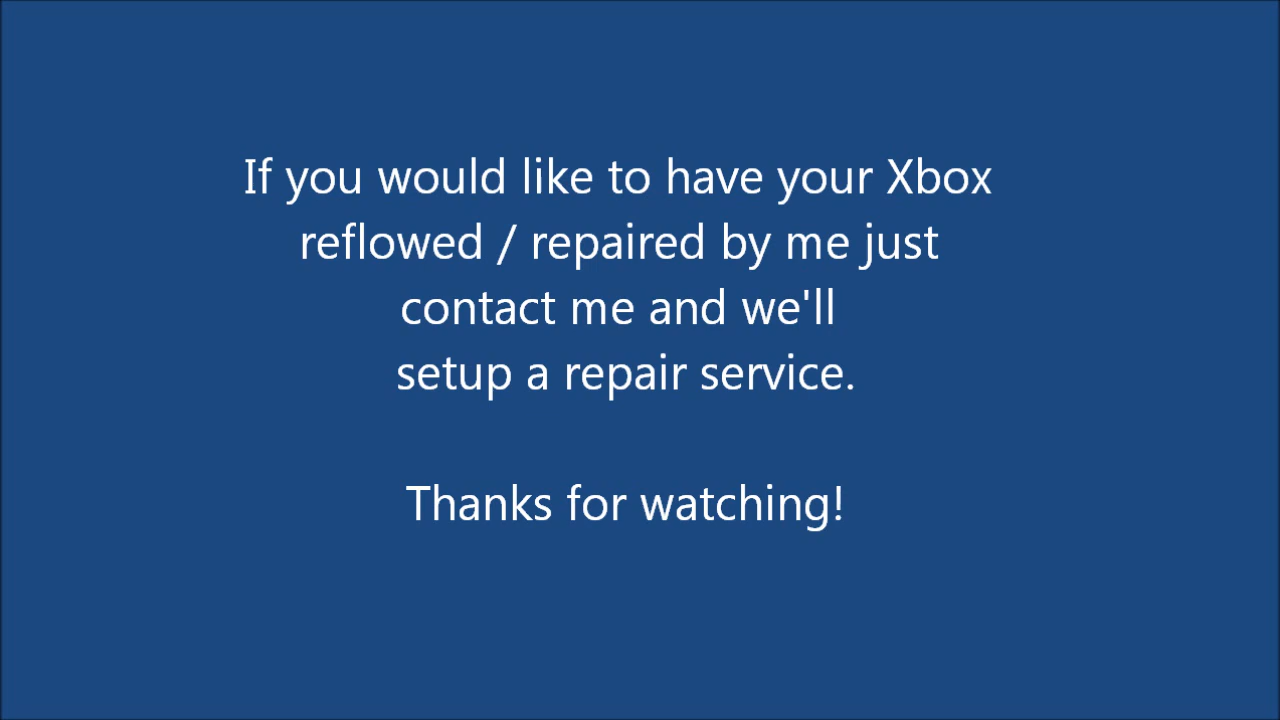 If you would like to have your Xbox
reflowed / repaired by me just
contact me and we'll
setup a repair service.
Thanks for watching!